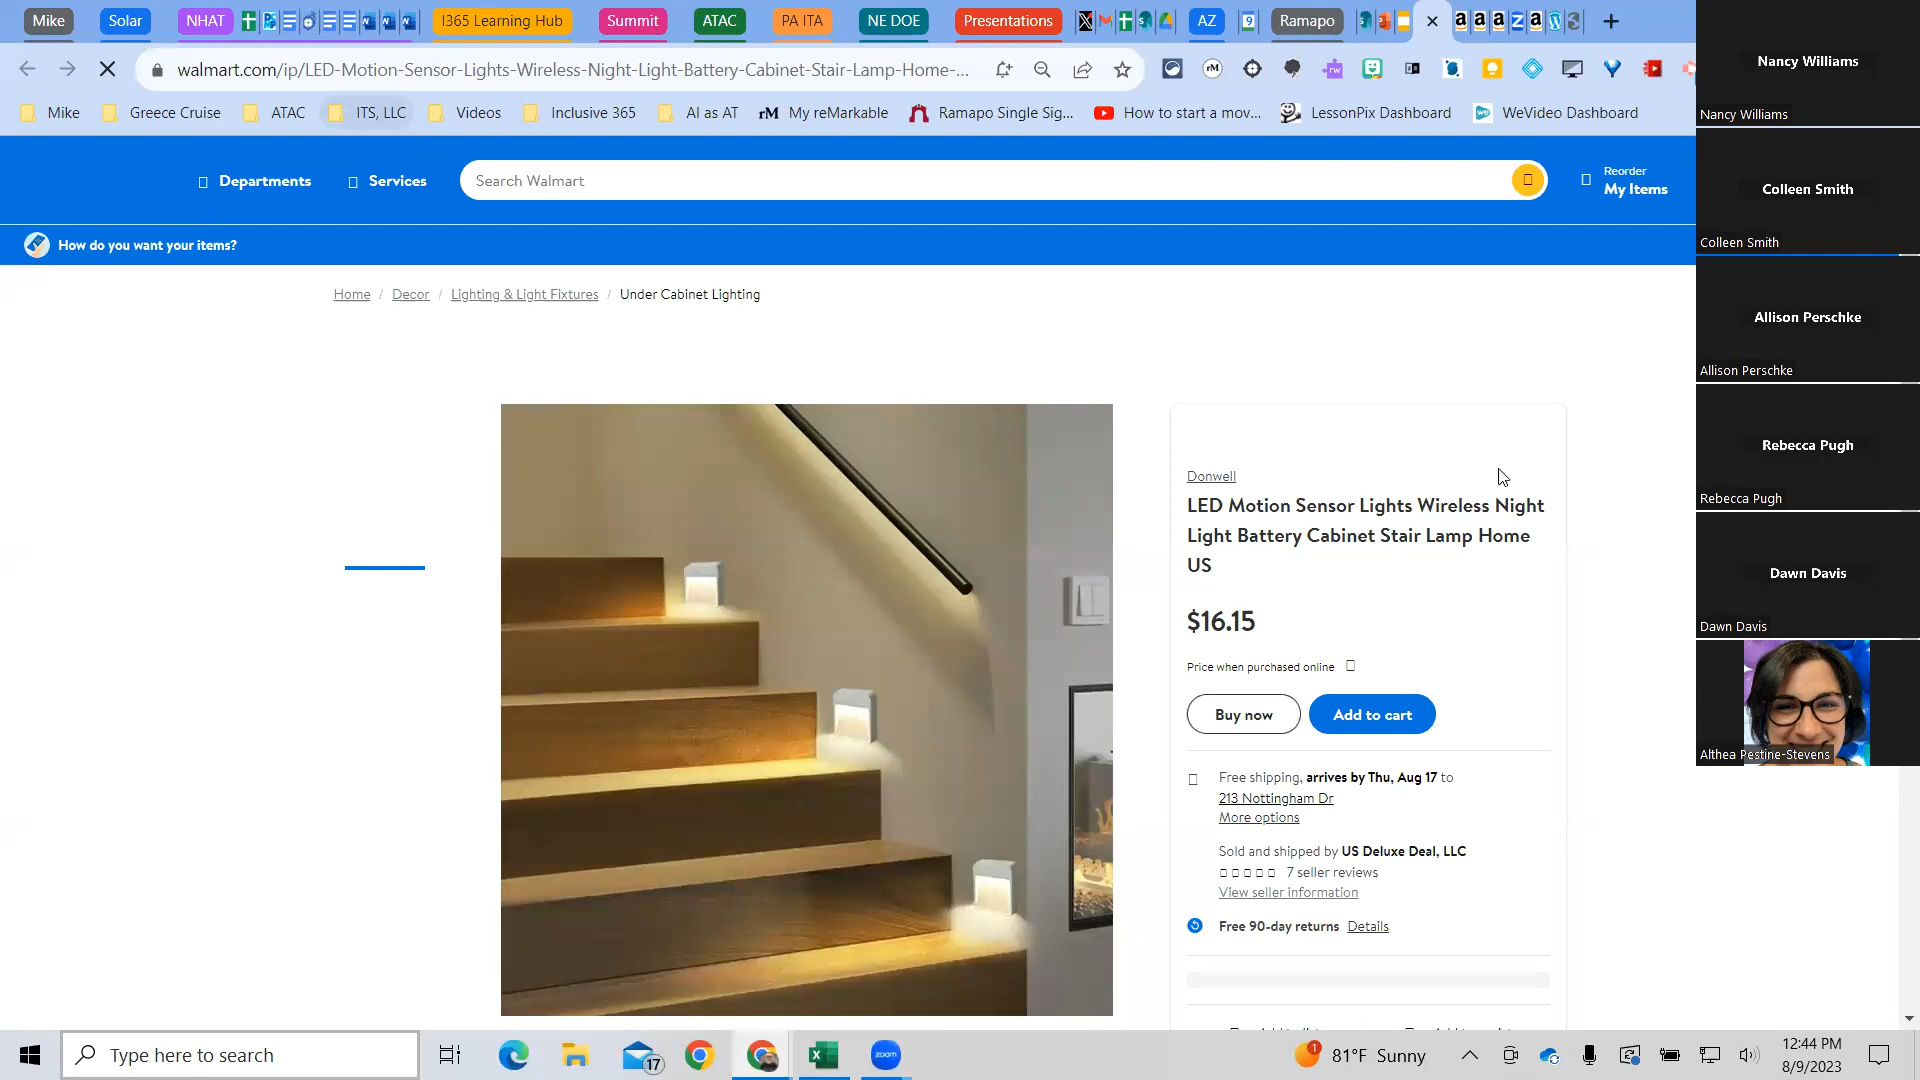 Mike
Solar
NHAT
I365 Learning Hub
Summit
ATAC
PA ITA
NE DOE
Presentations
AZ
Ramapo
walmart.com/ip/LED-Motion-Sensor-Lights-Wireless-Night-Light-Battery-Cabinet-Stair-Lamp-Home-...
Mike
Greece Cruise
ATAC
ITS, LLC
Videos
Inclusive 365
AI as AT
rM My reMarkable
Ramapo Single Sig...
How to start a mov...
LessonPix Dashboard
WeVideo Dashboard
Departments
Services
Search Walmart
Reorder
My Items
How do you want your items?
Home / Decor / Lighting & Light Fixtures / Under Cabinet Lighting
Donwell
LED Motion Sensor Lights Wireless Night
Light Battery Cabinet Stair Lamp Home
US
$16.15
Price when purchased online
Buy now
Add to cart
Free shipping, arrives by Thu, Aug 17 to
213 Nottingham Dr
More options
Sold and shipped by US Deluxe Deal, LLC
7 seller reviews
View seller information
Free 90-day returns Details
Nancy Williams
Nancy Williams
Colleen Smith
Colleen Smith
Allison Perschke
Allison Perschke
Rebecca Pugh
Rebecca Pugh
Dawn Davis
Dawn Davis
Althea Pestine-Stevens
Type here to search
17
zoom
1
81°F Sunny
12:44 PM
8/9/2023